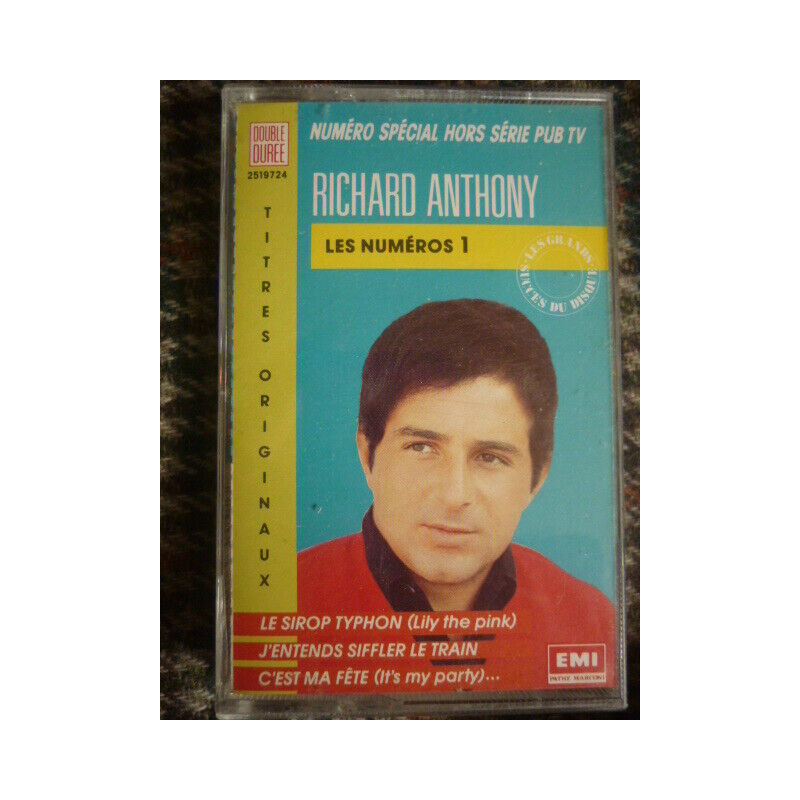 DOUBLE
DURÉE
2519724
TITRES ORIGINAUX
NUMÉRO SPÉCIAL HORS SÉRIE PUB TV
RICHARD ANTHONY
LES NUMÉROS 1
LES GRANDS
SUCCES DU DISQUE
LE SIROP TYPHON (Lily the pink)
J'ENTENDS SIFFLER LE TRAIN
C'EST MA FÊTE (It's my party)...
EMI
PATHE MARCONI